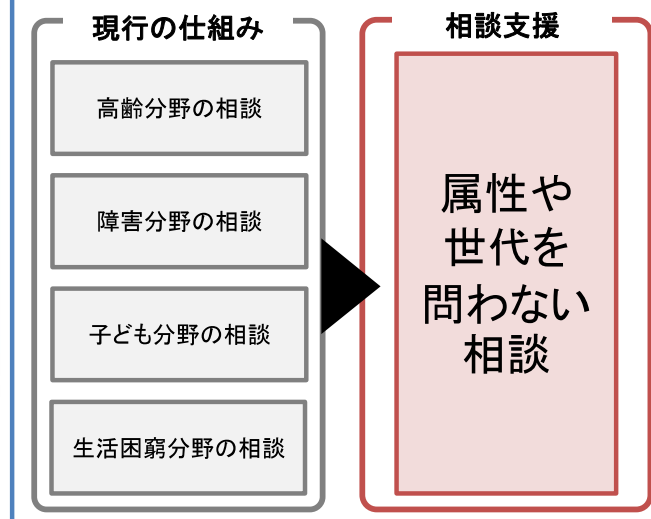 現行の仕組み
高齢分野の相談
障害分野の相談
子ども分野の相談
生活困窮分野の相談
相談支援
属性や
世代を
問わない
相談